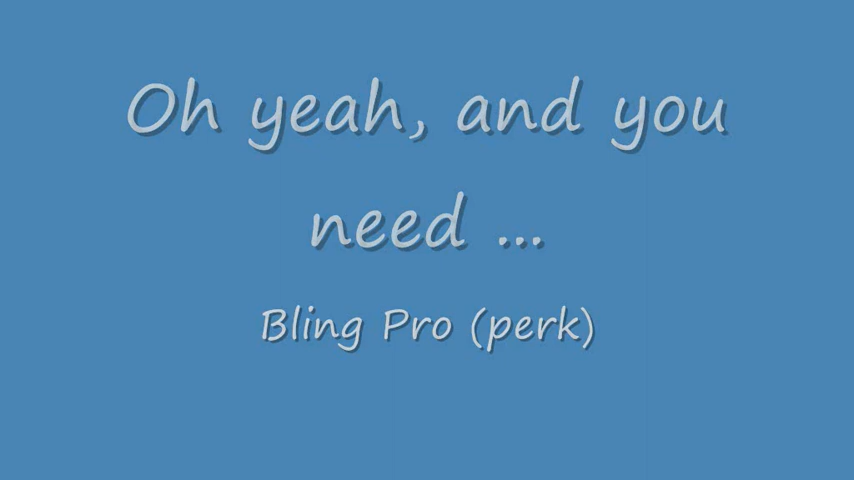 Oh yeah, and you
need ...
Bling Pro (perk)